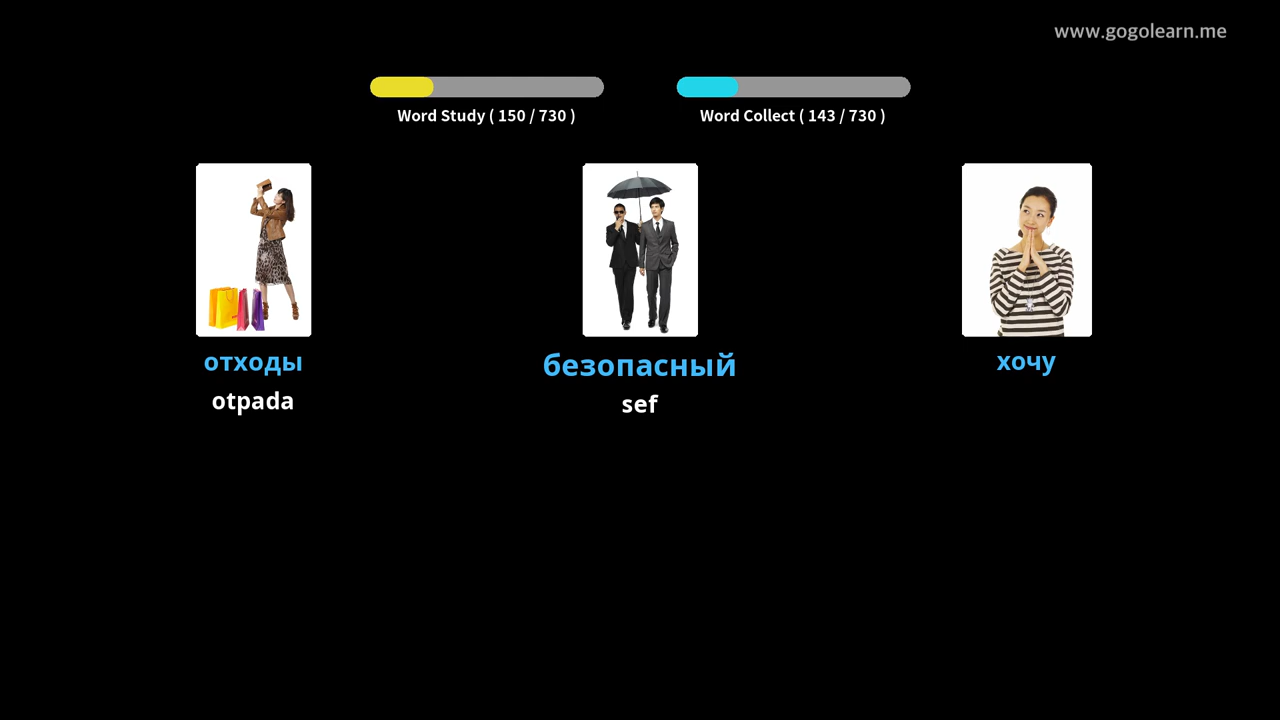 www.gogolearn.me
Word Study ( 150 / 730 )
Word Collect ( 143 / 730 )
отходы
безопасный
хочу
otpada
sef